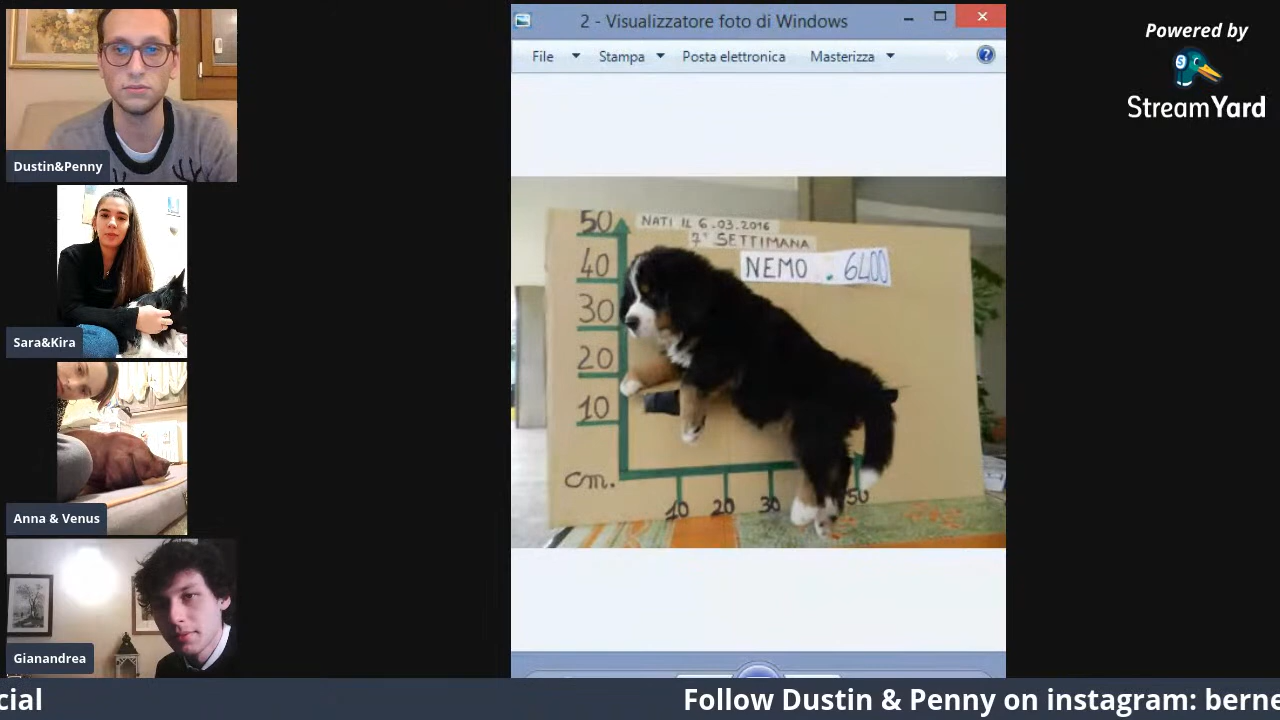 Dustin&Penny
Sara&Kira
Anna & Venus
Gianandrea
2 - Visualizzatore foto di Windows
File
Stampa
Posta elettronica
Masterizza
50
NATI IL 6.03.2016
7ª SETTIMANA
NEMO . 6400
40
30
20
10
cm.
10
20
30
50
Powered by
StreamYard
cial
Follow Dustin & Penny on instagram: berne